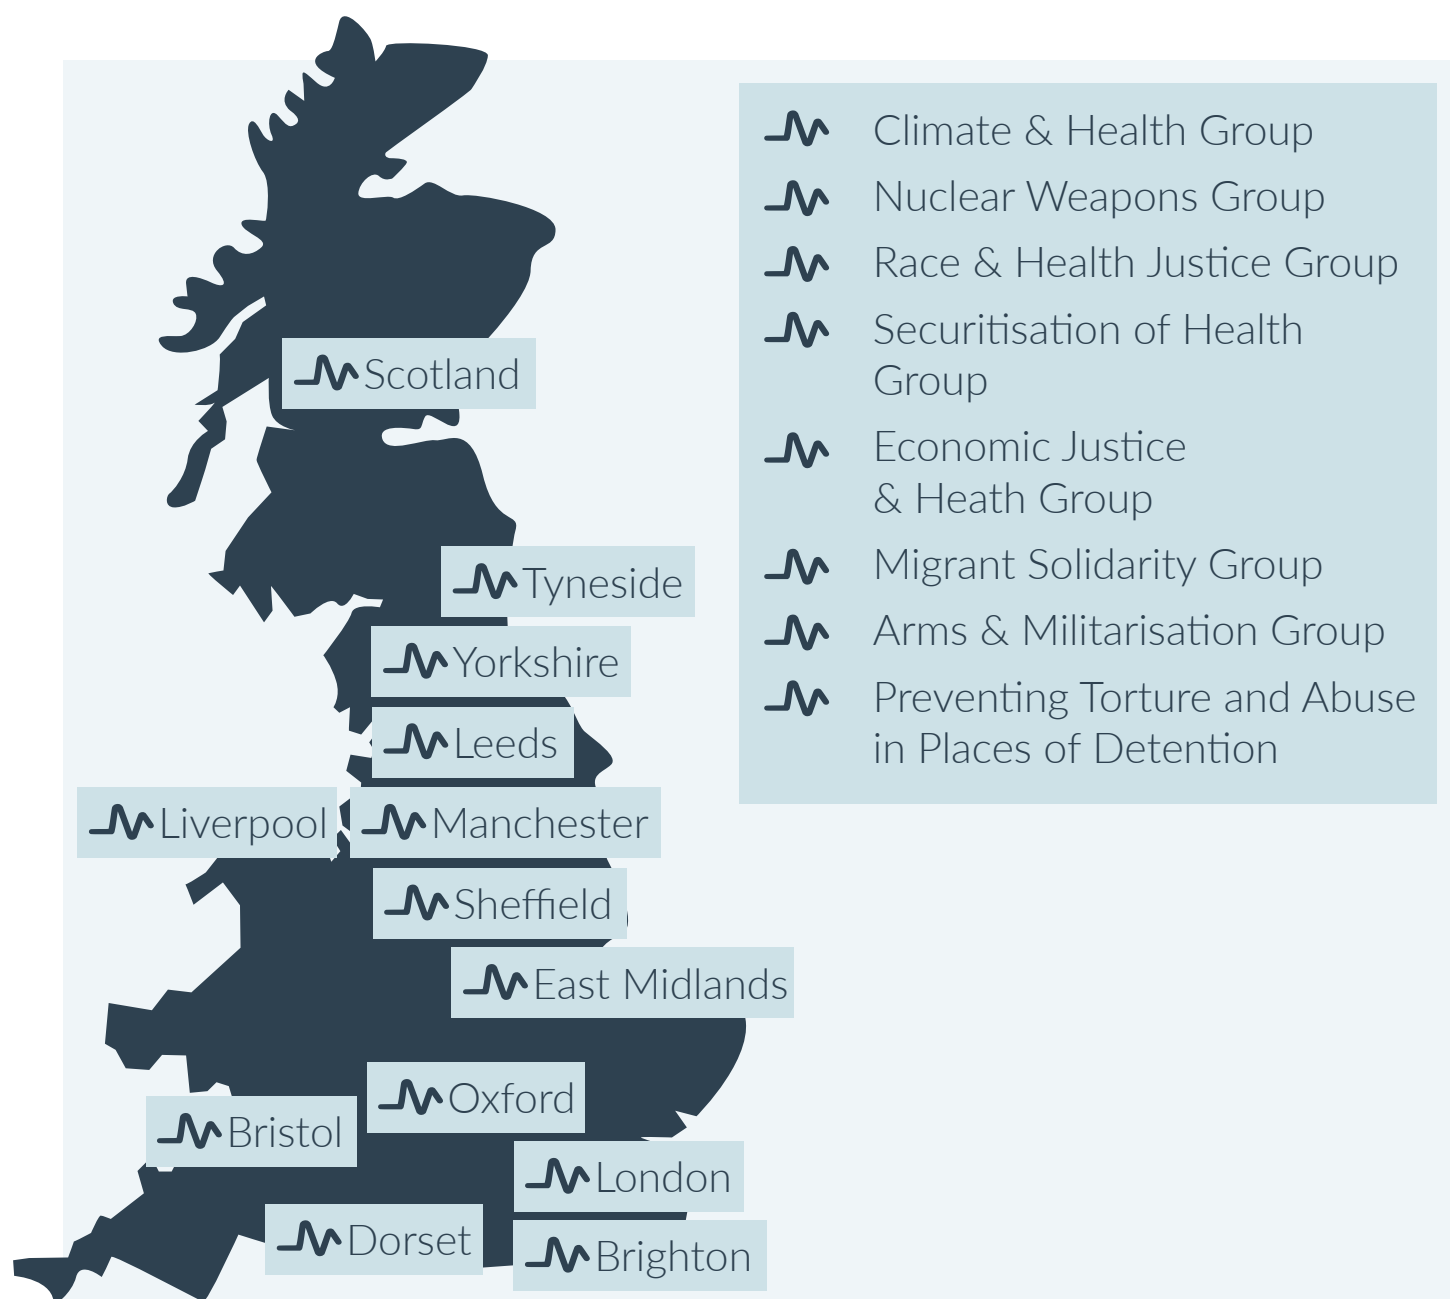 Climate & Health Group
Nuclear Weapons Group
Race & Health Justice Group
Securitisation of Health
Group
Economic Justice
& Heath Group
Migrant Solidarity Group
Arms & Militarisation Group
Preventing Torture and Abuse
in Places of Detention
Scotland
Tyneside
Yorkshire
Leeds
Liverpool
Manchester
Sheffield
East Midlands
Oxford
Bristol
London
Dorset
Brighton